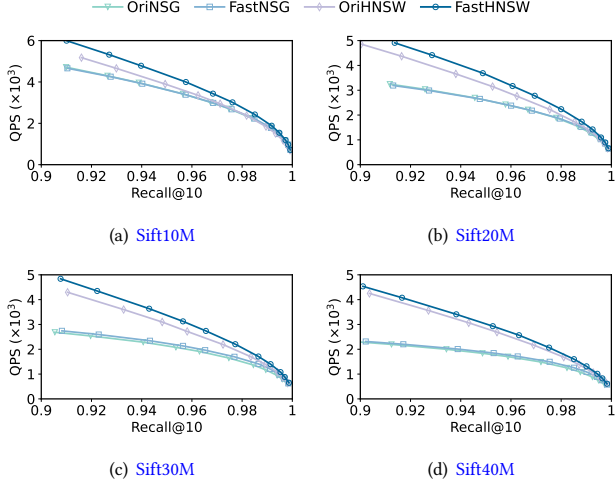 OriNSG FastNSG OriHNSW FastHNSW
6
4
2
0
QPS (×10³)
0.9 0.92 0.94 0.96 0.98 1
Recall@10
(a) Sift10M
5
4
3
2
1
0
QPS (×10³)
0.9 0.92 0.94 0.96 0.98 1
Recall@10
(b) Sift20M
5
4
3
2
1
0
QPS (×10³)
0.9 0.92 0.94 0.96 0.98 1
Recall@10
(c) Sift30M
5
4
3
2
1
0
QPS (×10³)
0.9 0.92 0.94 0.96 0.98 1
Recall@10
(d) Sift40M